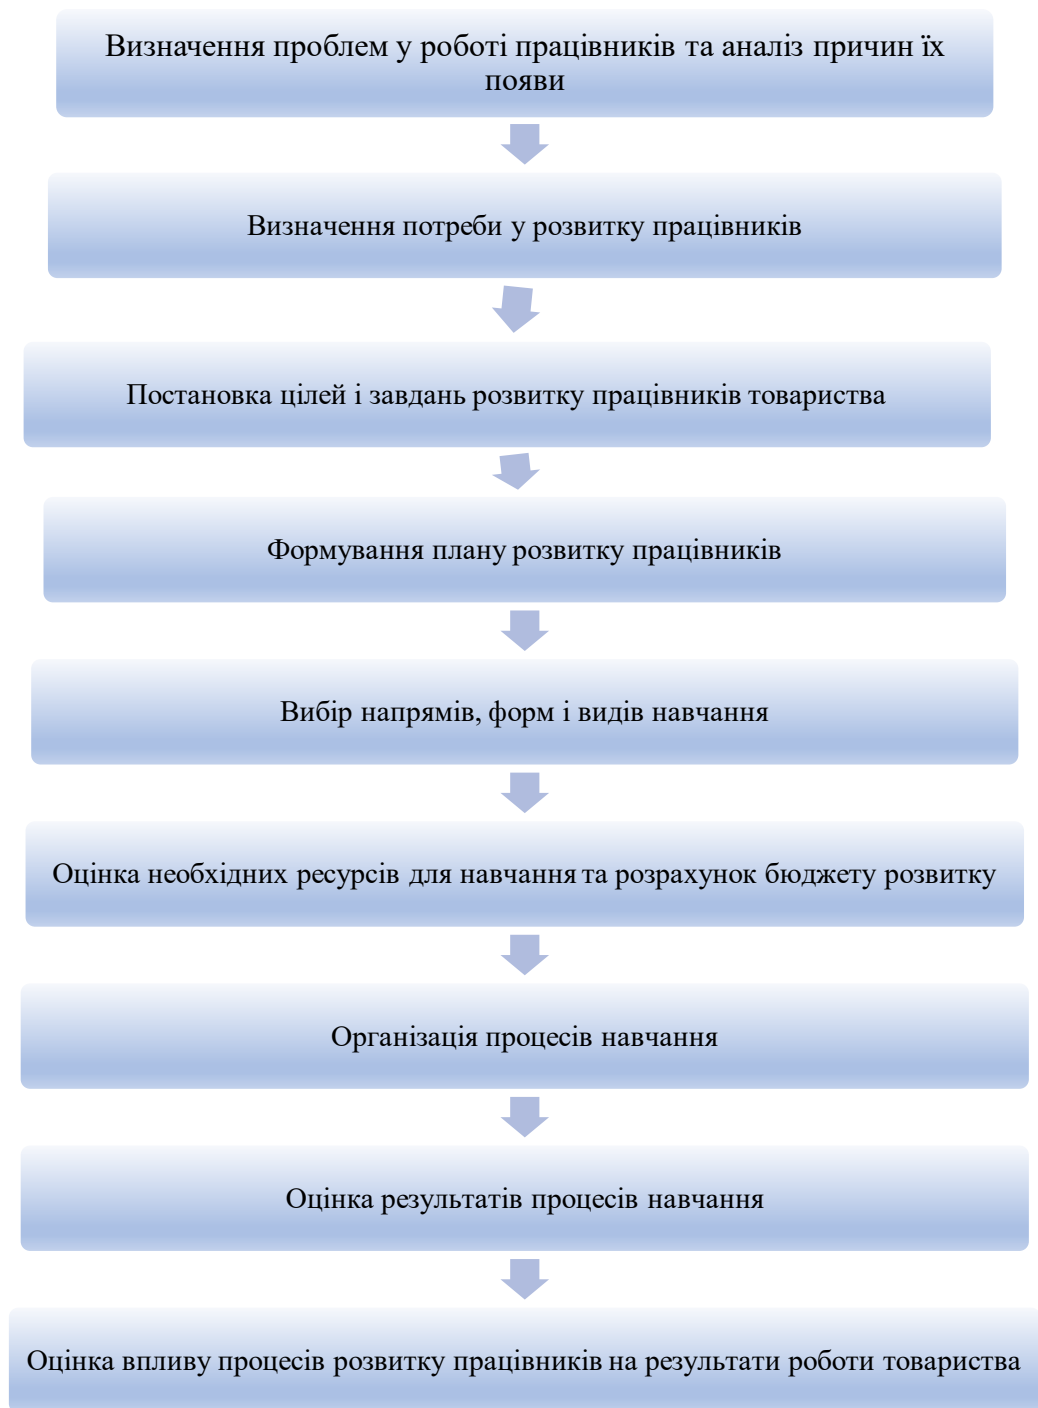 Визначення проблем у роботі працівників та аналіз причин їх
появи
Визначення потреби у розвитку працівників
Постановка цілей і завдань розвитку працівників товариства
Формування плану розвитку працівників
Вибір напрямів, форм і видів навчання
Оцінка необхідних ресурсів для навчання та розрахунок бюджету розвитку
Організація процесів навчання
Оцінка результатів процесів навчання
Оцінка впливу процесів розвитку працівників на результати роботи товариства